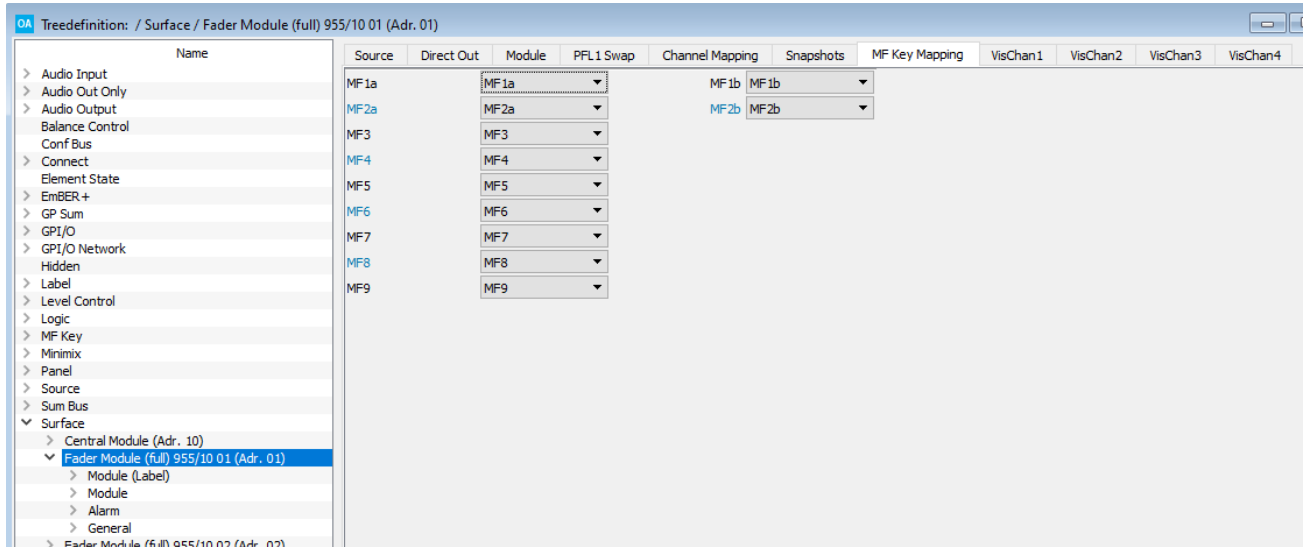 OA Treedefinition: / Surface / Fader Module (full) 955/10 01 (Adr. 01)
Name
Audio Input
Audio Out Only
Audio Output
Balance Control
Conf Bus
Connect
Element State
EmBER+
GP Sum
GPI/O
GPI/O Network
Hidden
Label
Level Control
Logic
MF Key
Minimix
Panel
Source
Sum Bus
Surface
Central Module (Adr. 10)
Fader Module (full) 955/10 01 (Adr. 01)
Module (Label)
Module
Alarm
General
Fader Module (full) 955/10 02 (Adr. 02)
Source Direct Out Module PFL1 Swap Channel Mapping Snapshots MF Key Mapping VisChan1 VisChan2 VisChan3 VisChan4
MF1a MF1a MF1b MF1b
MF2a MF2a MF2b MF2b
MF3 MF3
MF4 MF4
MF5 MF5
MF6 MF6
MF7 MF7
MF8 MF8
MF9 MF9